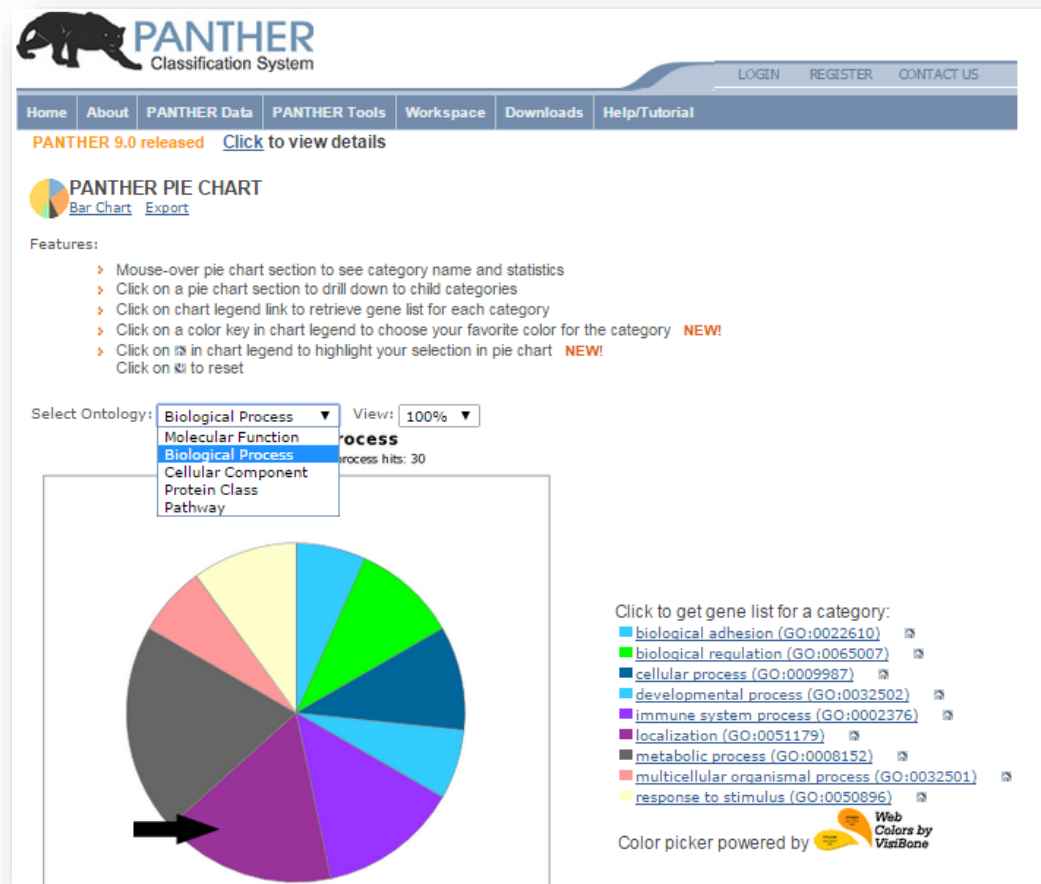 PANTHER
Classification System
LOGIN REGISTER CONTACT US
Home About PANTHER Data PANTHER Tools Workspace Downloads Help/Tutorial
PANTHER 9.0 released Click to view details
PANTHER PIE CHART
Bar Chart Export
Features:
Mouse-over pie chart section to see category name and statistics
Click on a pie chart section to drill down to child categories
Click on chart legend link to retrieve gene list for each category
Click on a color key in chart legend to choose your favorite color for the category NEW!
Click on in chart legend to highlight your selection in pie chart NEW!
Click on to reset
Select Ontology: Biological Process View: 100%
Molecular Function
Biological Process
Cellular Component
Protein Class
Pathway
process hits: 30
Click to get gene list for a category:
biological adhesion (GO:0022610)
biological regulation (GO:0065007)
cellular process (GO:0009987)
developmental process (GO:0032502)
immune system process (GO:0002376)
localization (GO:0051179)
metabolic process (GO:0008152)
multicellular organismal process (GO:0032501)
response to stimulus (GO:0050896)
Color picker powered by
Web
Colors by
VisiBone